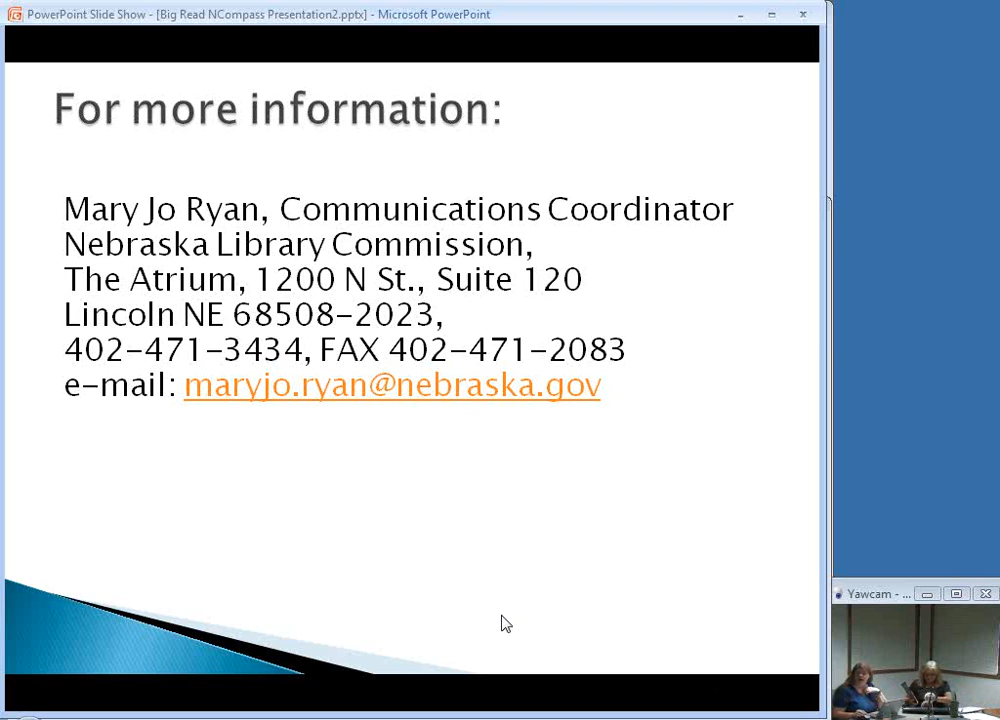 PowerPoint Slide Show - [Big Read NCompass Presentation2.pptx] - Microsoft PowerPoint
For more information:
Mary Jo Ryan, Communications Coordinator
Nebraska Library Commission,
The Atrium, 1200 N St., Suite 120
Lincoln NE 68508-2023,
402-471-3434, FAX 402-471-2083
e-mail: maryjo.ryan@nebraska.gov
Yawcam - ...